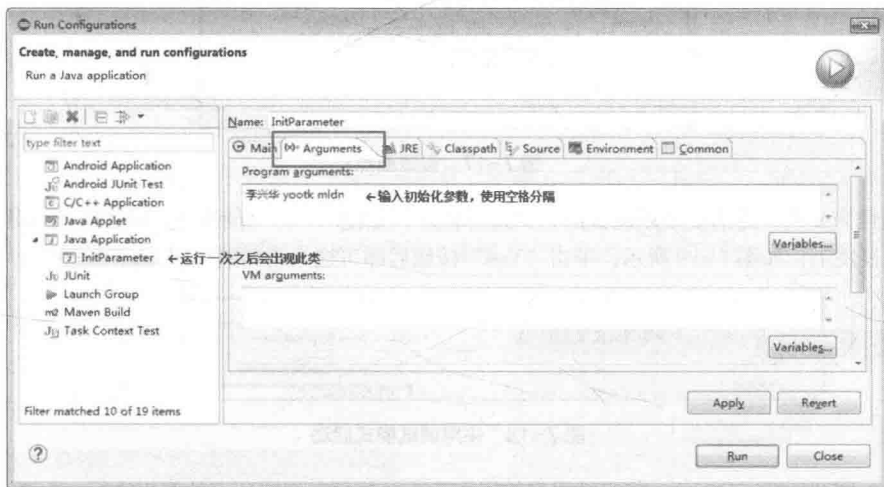 Run Configurations
Create, manage, and run configurations
Run a Java application
type filter text
Android Application
Android JUnit Test
C/C++ Application
Java Applet
Java Application
InitParameter ←运行一次之后会出现此类
JUnit
Launch Group
m2 Maven Build
Task Context Test
Filter matched 10 of 19 items
Name: InitParameter
Main (x)= Arguments JRE Classpath Source Environment Common
Program arguments:
李兴华 yootk mldn ←输入初始化参数，使用空格分隔
Variables...
VM arguments:
Variables...
Apply Revert
Run Close